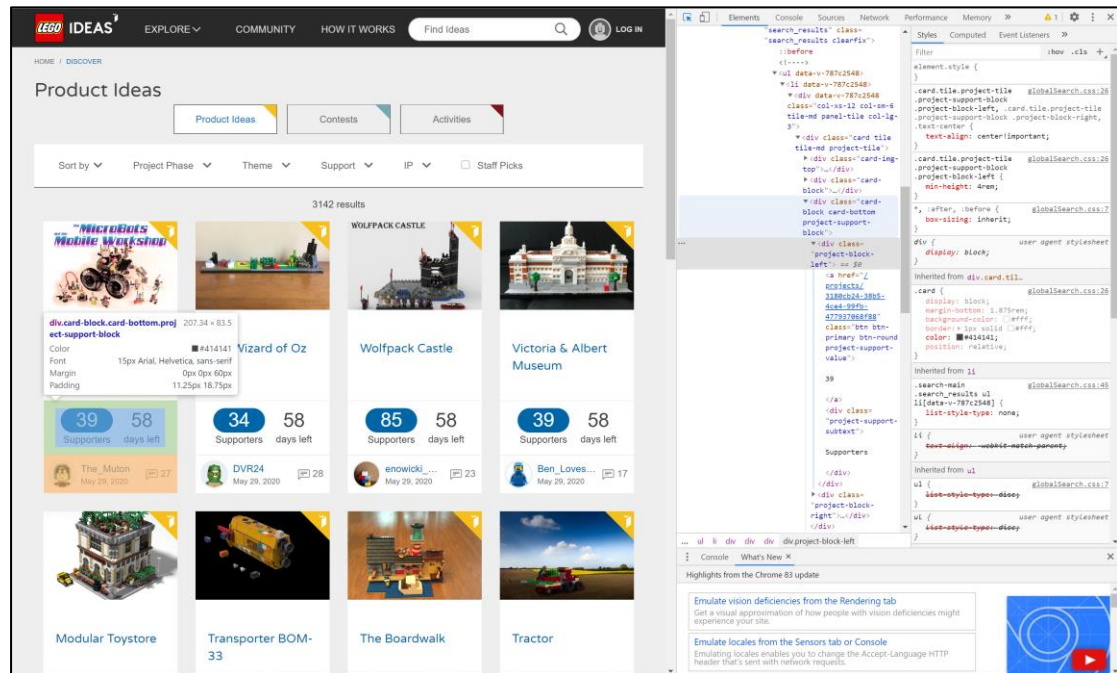 LEGO IDEAS EXPLORE COMMUNITY HOW IT WORKS Find Ideas LOG IN
HOME / DISCOVER
Product Ideas
Product Ideas Contests Activities
Sort by Project Phase Theme Support IP Staff Picks
3142 results
"MicroBots
Mobile Workshop
WOLFPACK CASTLE
div.card-block.card-bottom.proj 207.34 × 83.5
ect-support-block
Color #414141
Font 15px Arial, Helvetica, sans-serif
Margin 0px 0px 60px
Padding 11.25px 18.75px
Wizard of Oz
Wolfpack Castle
Victoria & Albert
Museum
39 58 34 58 85 58 39 58
Supporters days left Supporters days left Supporters days left Supporters days left
The_Muton 27 DVR24 28 enowicki_... 23 Ben_Loves... 17
May 29, 2020 May 29, 2020 May 29, 2020 May 29, 2020
Modular Toystore
Transporter BOM-
33
The Boardwalk
Tractor
Elements Console Sources Network Performance Memory » 1
"search_results" class=
"search_results clearfix">
::before
<!---->
<ul data-v-787c2548>
<li data-v-787c2548>
<div data-v-787c2548
class="col-xs-12 col-sm-6
tile-md panel-tile col-lg-
3">
<div class="card tile
tile-md project-tile">
<div class="card-img-
top">…</div>
<div class="card-
block">…</div>
<div class="card-
block card-bottom
project-support-
block">
<div class=
"project-block-
left"> == $0
<a href="/
projects/
3180cb24-38b5-
4ce4-99fb-
477937068f88"
class="btn btn-
primary btn-round
project-support-
value">
39
</a>
<div class=
"project-support-
subtext">
Supporters
</div>
</div>
<div class=
"project-block-
right">…</div>
</div>
... ul li div div div div.project-block-left
Styles Computed Event Listeners »
Filter :hov .cls +
element.style {
}
.card.tile.project-tile globalSearch.css:26
.project-support-block
.project-block-left, .card.tile.project-tile
.project-support-block .project-block-right,
.text-center {
text-align: center!important;
}
.card.tile.project-tile globalSearch.css:26
.project-support-block
.project-block-left {
min-height: 4rem;
}
*, :after, :before { globalSearch.css:7
box-sizing: inherit;
}
div { user agent stylesheet
display: block;
}
Inherited from div.card.til…
.card { globalSearch.css:26
display: block;
margin-bottom: 1.875rem;
background-color: #fff;
border: 1px solid #fff;
color: #414141;
position: relative;
}
Inherited from li
.search-main globalSearch.css:45
.search_results ul
li[data-v-787c2548] {
list-style-type: none;
}
li { user agent stylesheet
text-align: -webkit-match-parent;
}
Inherited from ul
ul { globalSearch.css:7
list-style-type: disc;
}
ul { user agent stylesheet
list-style-type: disc;
}
Console What's New ×
Highlights from the Chrome 83 update
Emulate vision deficiencies from the Rendering tab
Get a visual approximation of how people with vision deficiencies might
experience your site.
Emulate locales from the Sensors tab or Console
Emulating locales enables you to change the Accept-Language HTTP
header that's sent with network requests.